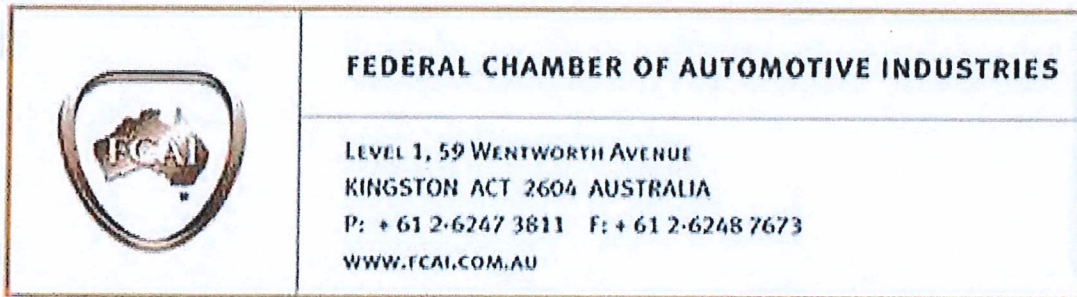 FCAI
FEDERAL CHAMBER OF AUTOMOTIVE INDUSTRIES
LEVEL 1, 59 WENTWORTH AVENUE
KINGSTON ACT 2604 AUSTRALIA
P: + 61 2-6247 3811 F: + 61 2-6248 7673
WWW.FCAI.COM.AU